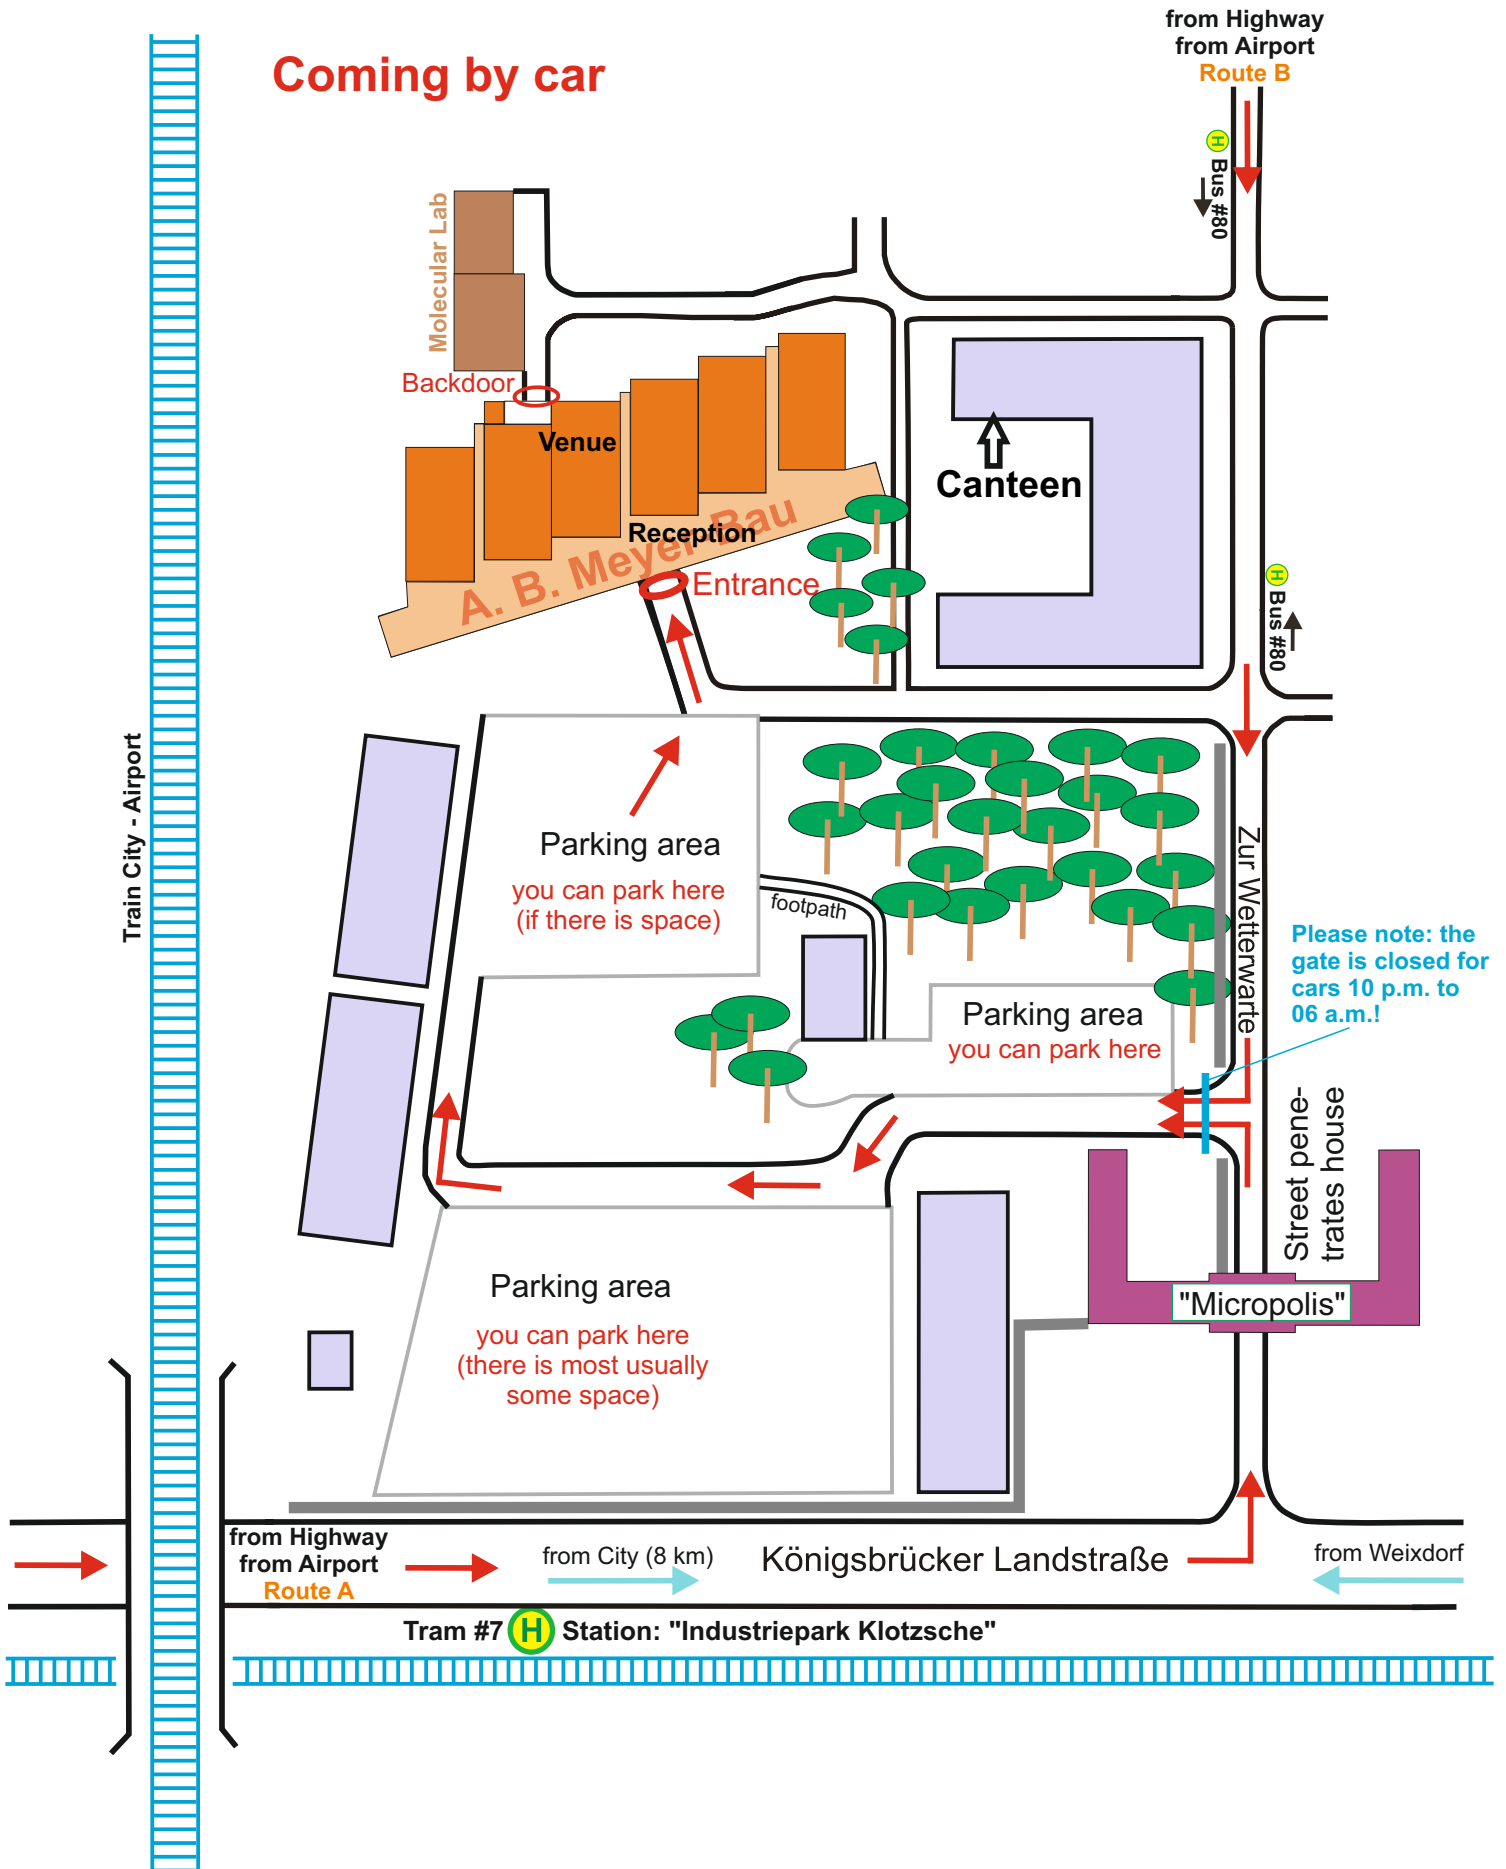 from Highway
from Airport
Route B
Coming by car
H
Bus #80
Molecular Lab
Backdoor
Venue
Canteen
Reception
A. B. Meyer-Bau
Entrance
H
Bus #80
Train City - Airport
Parking area
you can park here
(if there is space)
footpath
Zur Wetterwarte
Please note: the
gate is closed for
cars 10 p.m. to
06 a.m.!
Parking area
you can park here
Street pene-
trates house
"Micropolis"
Parking area
you can park here
(there is most usually
some space)
from Highway
from Airport
Route A
from City (8 km)
Königsbrücker Landstraße
from Weixdorf
Tram #7 H Station: "Industriepark Klotzsche"